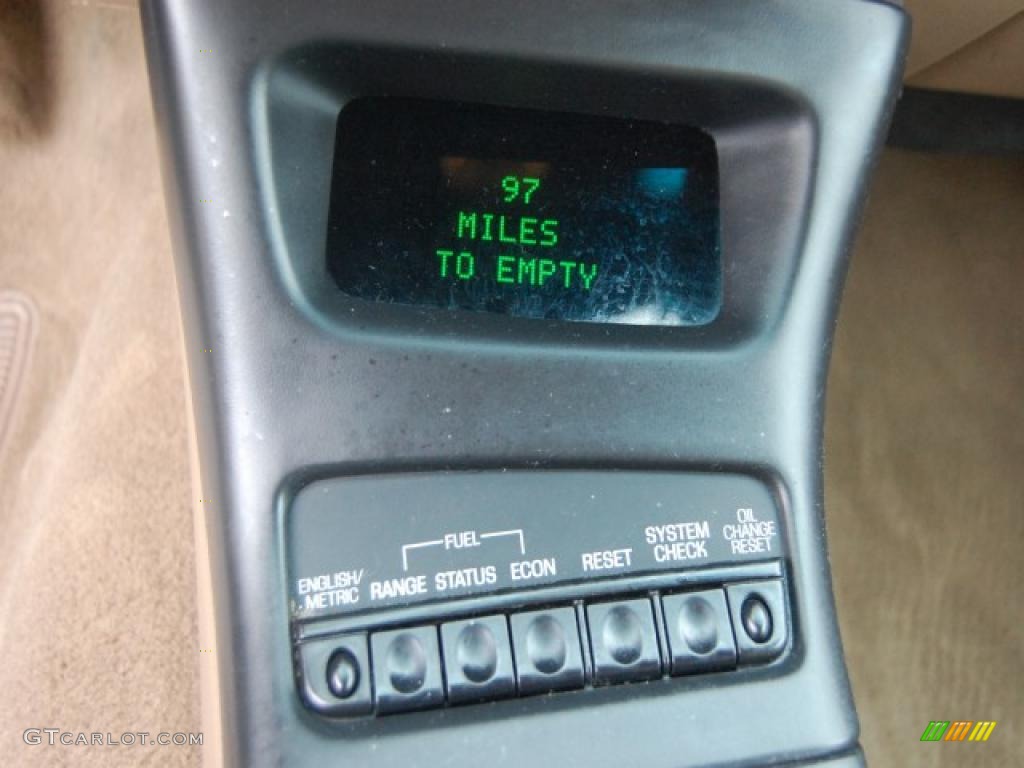 97
MILES
TO EMPTY
FUEL
ENGLISH/
METRIC
RANGE
STATUS
ECON
RESET
SYSTEM
CHECK
OIL
CHANGE
RESET
GTCARLOT.COM